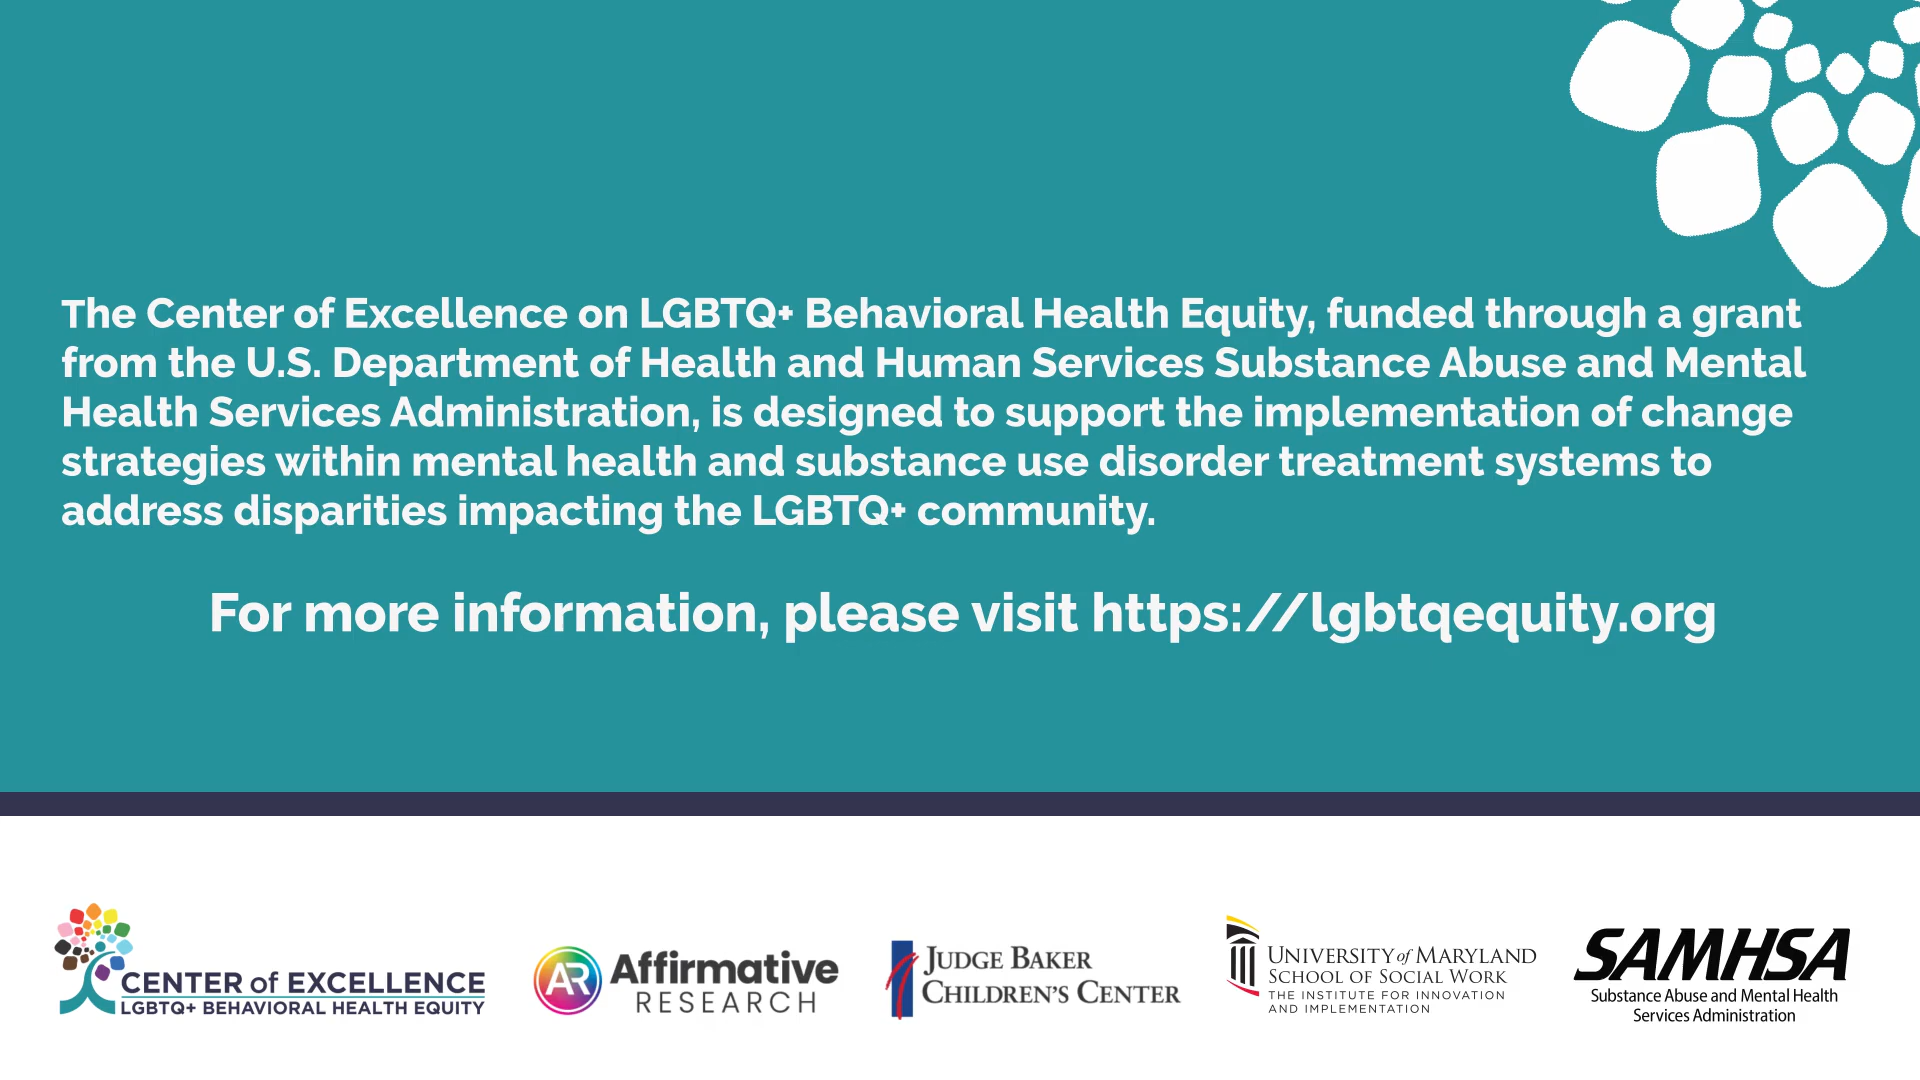 The Center of Excellence on LGBTQ+ Behavioral Health Equity, funded through a grant
from the U.S. Department of Health and Human Services Substance Abuse and Mental
Health Services Administration, is designed to support the implementation of change
strategies within mental health and substance use disorder treatment systems to
address disparities impacting the LGBTQ+ community.
For more information, please visit https://lgbtqequity.org
CENTER of EXCELLENCE
LGBTQ+ BEHAVIORAL HEALTH EQUITY
AR
Affirmative
RESEARCH
JUDGE BAKER
CHILDREN'S CENTER
UNIVERSITY of MARYLAND
SCHOOL OF SOCIAL WORK
THE INSTITUTE FOR INNOVATION
AND IMPLEMENTATION
SAMHSA
Substance Abuse and Mental Health
Services Administration